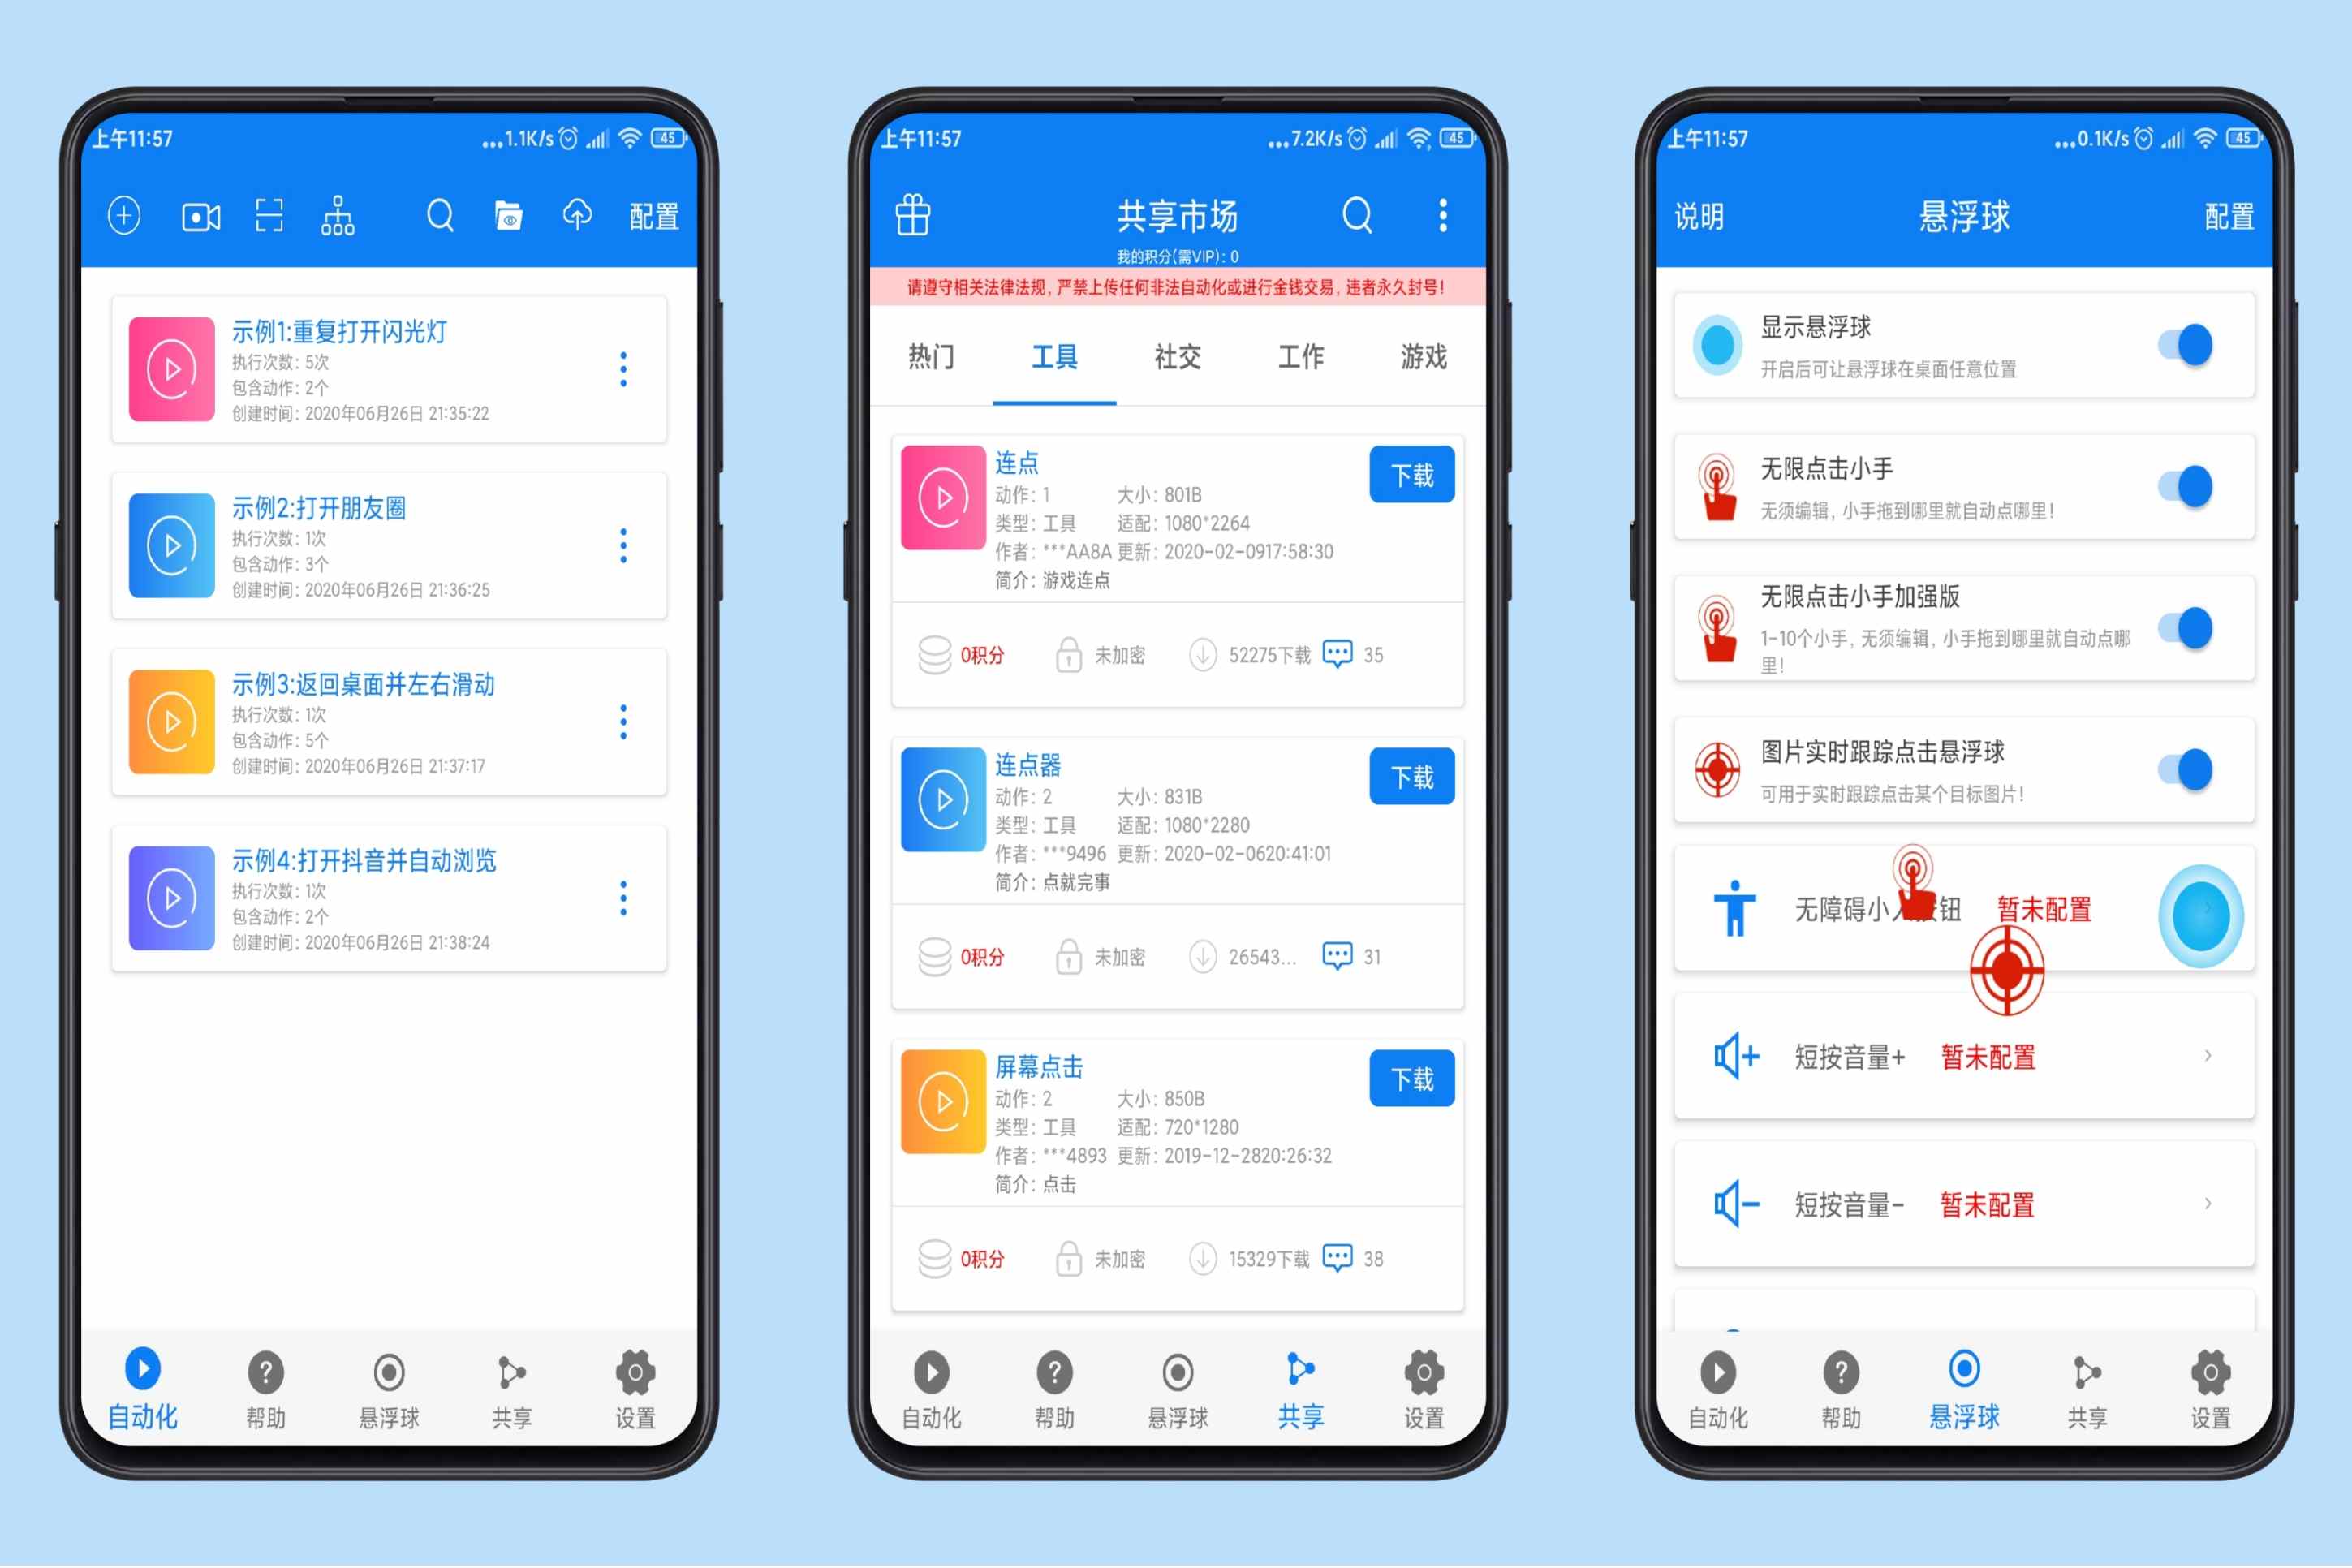 上午11:57
...1.1K/s
45
配置
示例1:重复打开闪光灯
执行次数: 5次
包含动作: 2个
创建时间: 2020年06月26日 21:35:22
示例2:打开朋友圈
执行次数: 1次
包含动作: 3个
创建时间: 2020年06月26日 21:36:25
示例3:返回桌面并左右滑动
执行次数: 1次
包含动作: 5个
创建时间: 2020年06月26日 21:37:17
示例4:打开抖音并自动浏览
执行次数: 1次
包含动作: 2个
创建时间: 2020年06月26日 21:38:24
自动化 帮助 悬浮球 共享 设置
上午11:57
...7.2K/s
45
共享市场
我的积分(需VIP): 0
请遵守相关法律法规, 严禁上传任何非法自动化或进行金钱交易, 违者永久封号!
热门 工具 社交 工作 游戏
连点
下载
动作: 1 大小: 801B
类型: 工具 适配: 1080*2264
作者: ***AA8A 更新: 2020-02-0917:58:30
简介: 游戏连点
0积分 未加密 52275下载 35
连点器
下载
动作: 2 大小: 831B
类型: 工具 适配: 1080*2280
作者: ***9496 更新: 2020-02-0620:41:01
简介: 点就完事
0积分 未加密 26543... 31
屏幕点击
下载
动作: 2 大小: 850B
类型: 工具 适配: 720*1280
作者: ***4893 更新: 2019-12-2820:26:32
简介: 点击
0积分 未加密 15329下载 38
自动化 帮助 悬浮球 共享 设置
上午11:57
...0.1K/s
45
说明 悬浮球 配置
显示悬浮球
开启后可让悬浮球在桌面任意位置
无限点击小手
无须编辑, 小手拖到哪里就自动点哪里!
无限点击小手加强版
1-10个小手, 无须编辑, 小手拖到哪里就自动点哪
里!
图片实时跟踪点击悬浮球
可用于实时跟踪点击某个目标图片!
无障碍小人按钮 暂未配置
短按音量+ 暂未配置
短按音量- 暂未配置
自动化 帮助 悬浮球 共享 设置